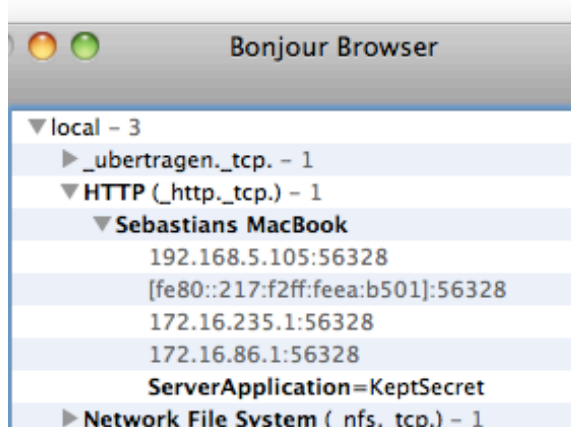 Bonjour Browser
local – 3
_ubertragen._tcp. – 1
HTTP (_http._tcp.) – 1
Sebastians MacBook
192.168.5.105:56328
[fe80::217:f2ff:feea:b501]:56328
172.16.235.1:56328
172.16.86.1:56328
ServerApplication=KeptSecret
Network File System (_nfs._tcp.) – 1